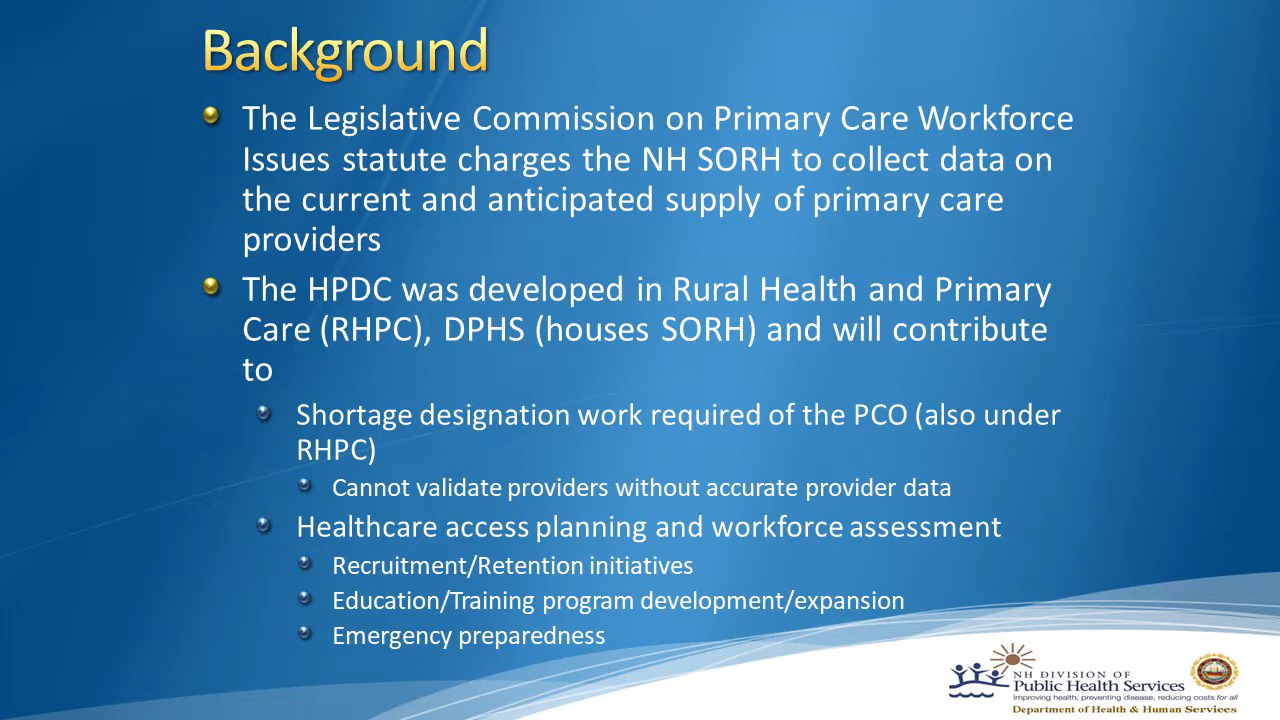 Background
The Legislative Commission on Primary Care Workforce
Issues statute charges the NH SORH to collect data on
the current and anticipated supply of primary care
providers
The HPDC was developed in Rural Health and Primary
Care (RHPC), DPHS (houses SORH) and will contribute
to
Shortage designation work required of the PCO (also under
RHPC)
Cannot validate providers without accurate provider data
Healthcare access planning and workforce assessment
Recruitment/Retention initiatives
Education/Training program development/expansion
Emergency preparedness
NH DIVISION OF
Public Health Services
Improving health, preventing disease, reducing costs for all
Department of Health & Human Services